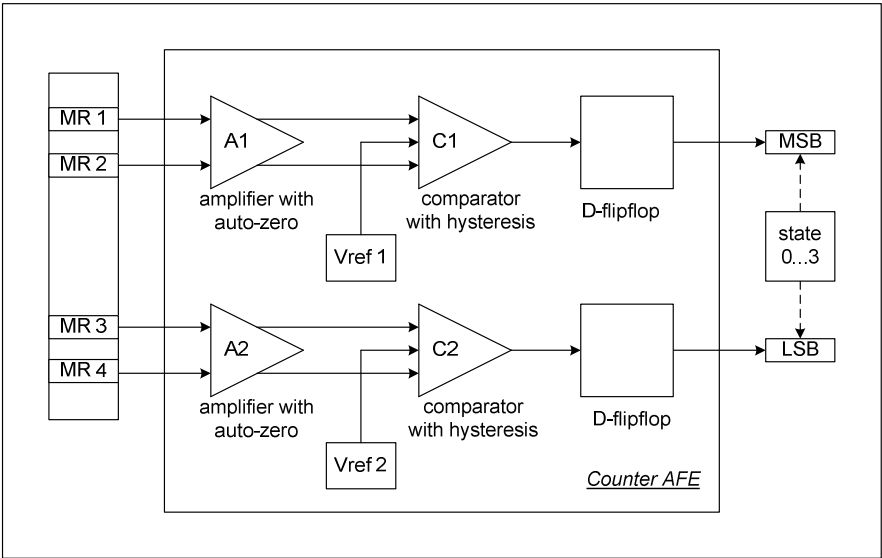 MR 1
MR 2
A1
C1
MSB
amplifier with
auto-zero
comparator
with hysteresis
D-flipflop
Vref 1
state
0...3
MR 3
MR 4
A2
C2
LSB
amplifier with
auto-zero
comparator
with hysteresis
D-flipflop
Vref 2
Counter AFE